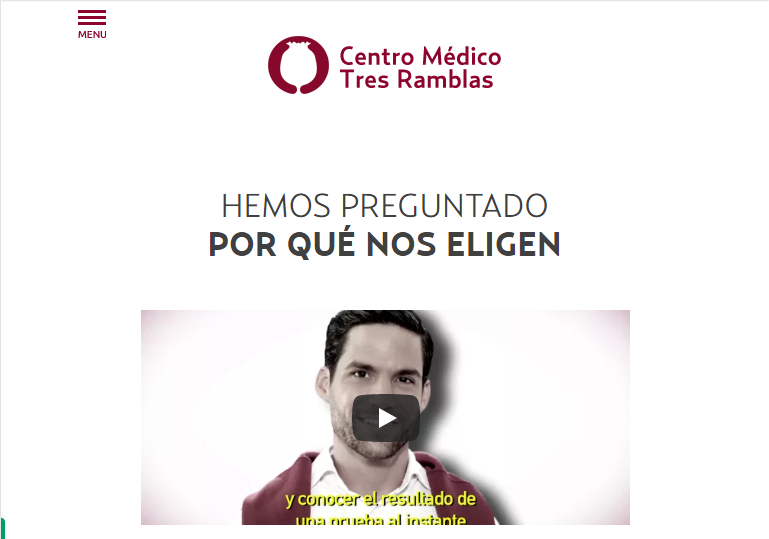 MENU
Centro Médico
Tres Ramblas
HEMOS PREGUNTADO
POR QUÉ NOS ELIGEN
y conocer el resultado de
una prueba al instante